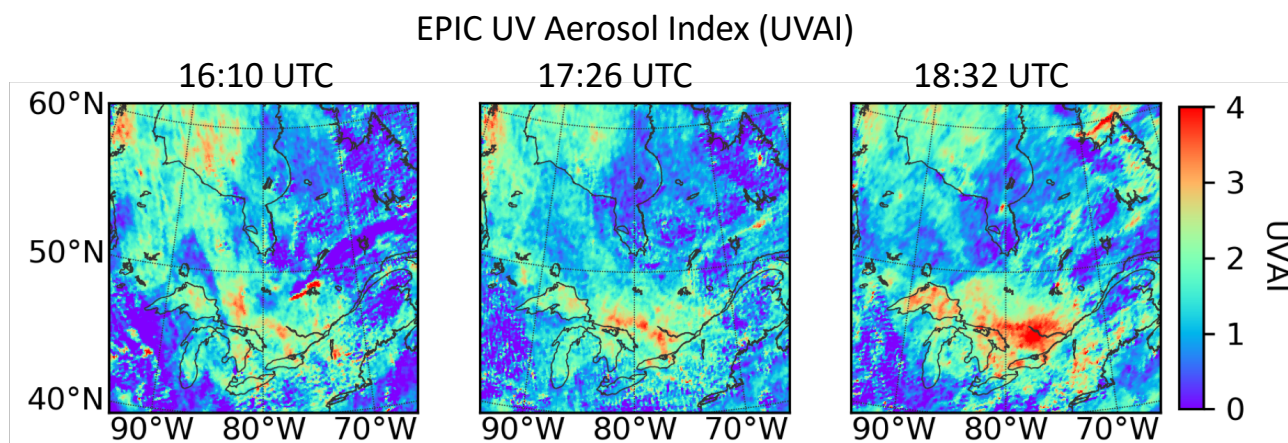 EPIC UV Aerosol Index (UVAI)
16:10 UTC 17:26 UTC 18:32 UTC
60°N
50°N
40°N
90°W 80°W 70°W 90°W 80°W 70°W 90°W 80°W 70°W
4
3
2
1
0
UVAI